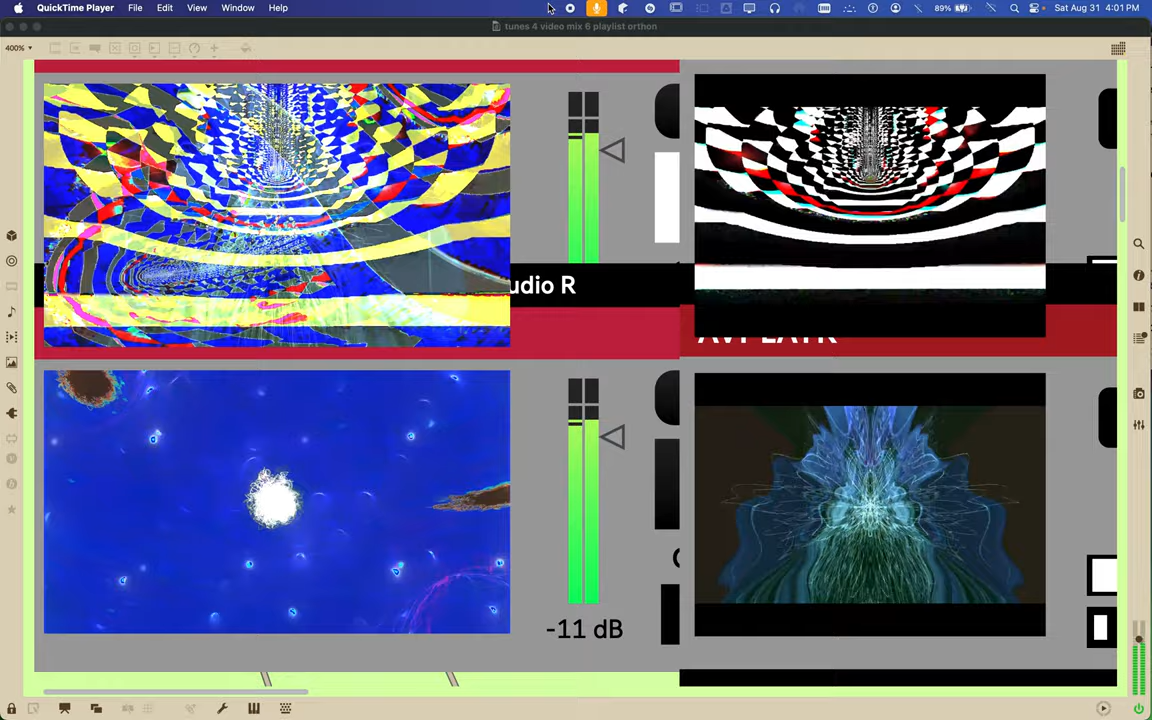 QuickTime Player File Edit View Window Help 89% Sat Aug 31 4:01 PM
tunes 4 video mix 6 playlist orthon
400%
udio R
-11 dB